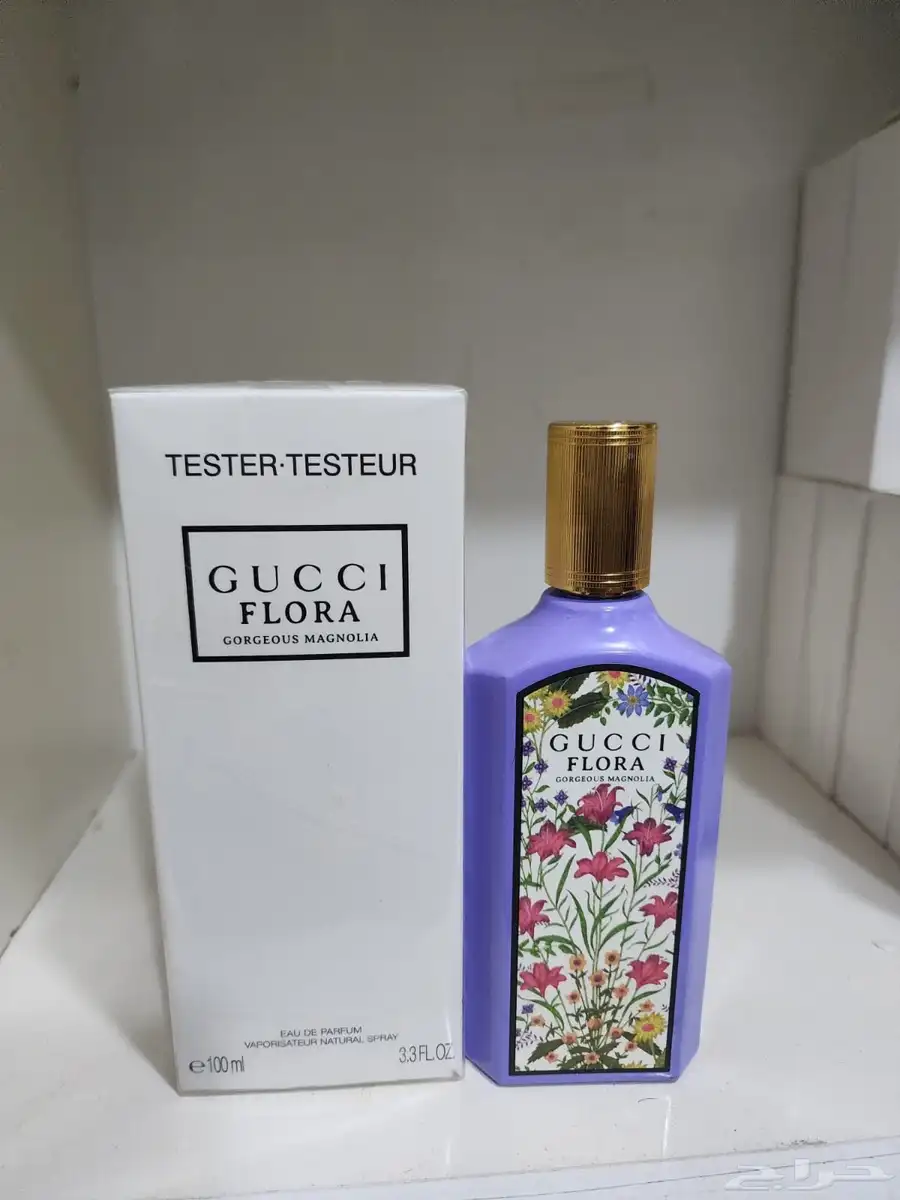 TESTER·TESTEUR
GUCCI
FLORA
GORGEOUS MAGNOLIA
EAU DE PARFUM
VAPORISATEUR NATURAL SPRAY
℮100 ml
3.3 FL.OZ
GUCCI
FLORA
GORGEOUS MAGNOLIA
حراج